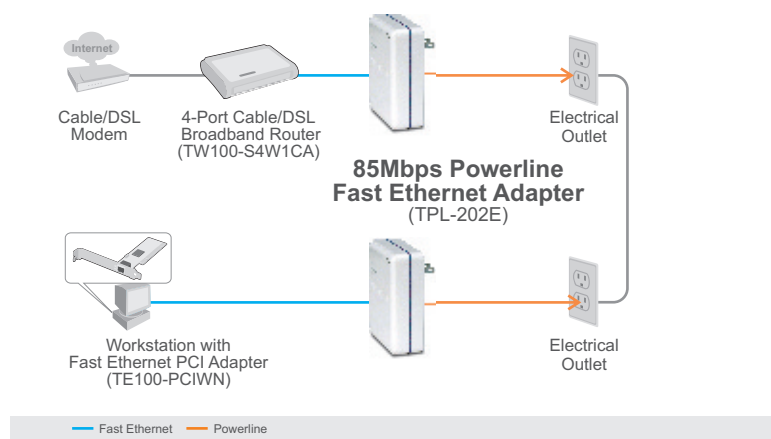 Internet
Cable/DSL
Modem
4-Port Cable/DSL
Broadband Router
(TW100-S4W1CA)
Electrical
Outlet
85Mbps Powerline
Fast Ethernet Adapter
(TPL-202E)
Workstation with
Fast Ethernet PCI Adapter
(TE100-PCIWN)
Electrical
Outlet
Fast Ethernet
Powerline